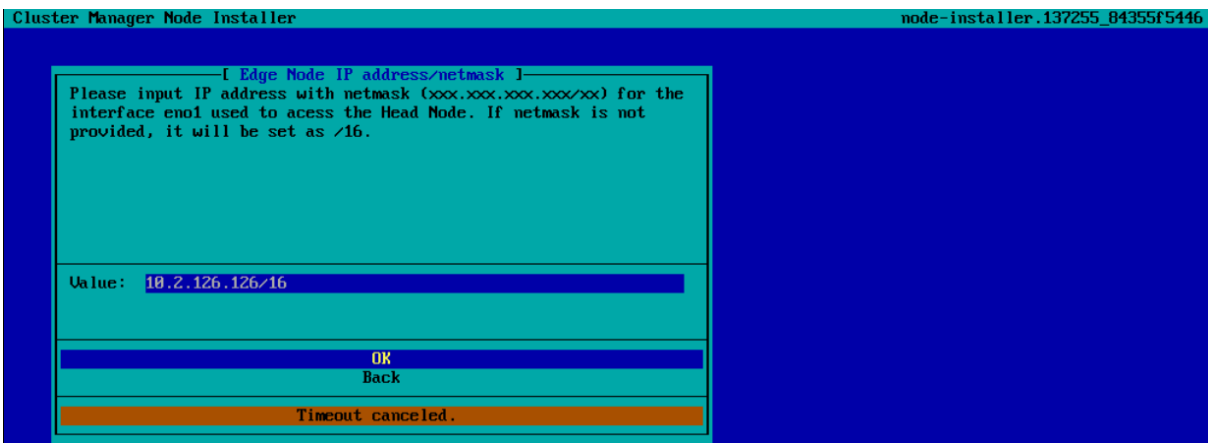 Cluster Manager Node Installer node-installer.137255_84355f5446
[ Edge Node IP address/netmask ]
Please input IP address with netmask (xxx.xxx.xxx.xxx/xx) for the
interface eno1 used to acess the Head Node. If netmask is not
provided, it will be set as /16.
Value: 10.2.126.126/16
OK
Back
Timeout canceled.